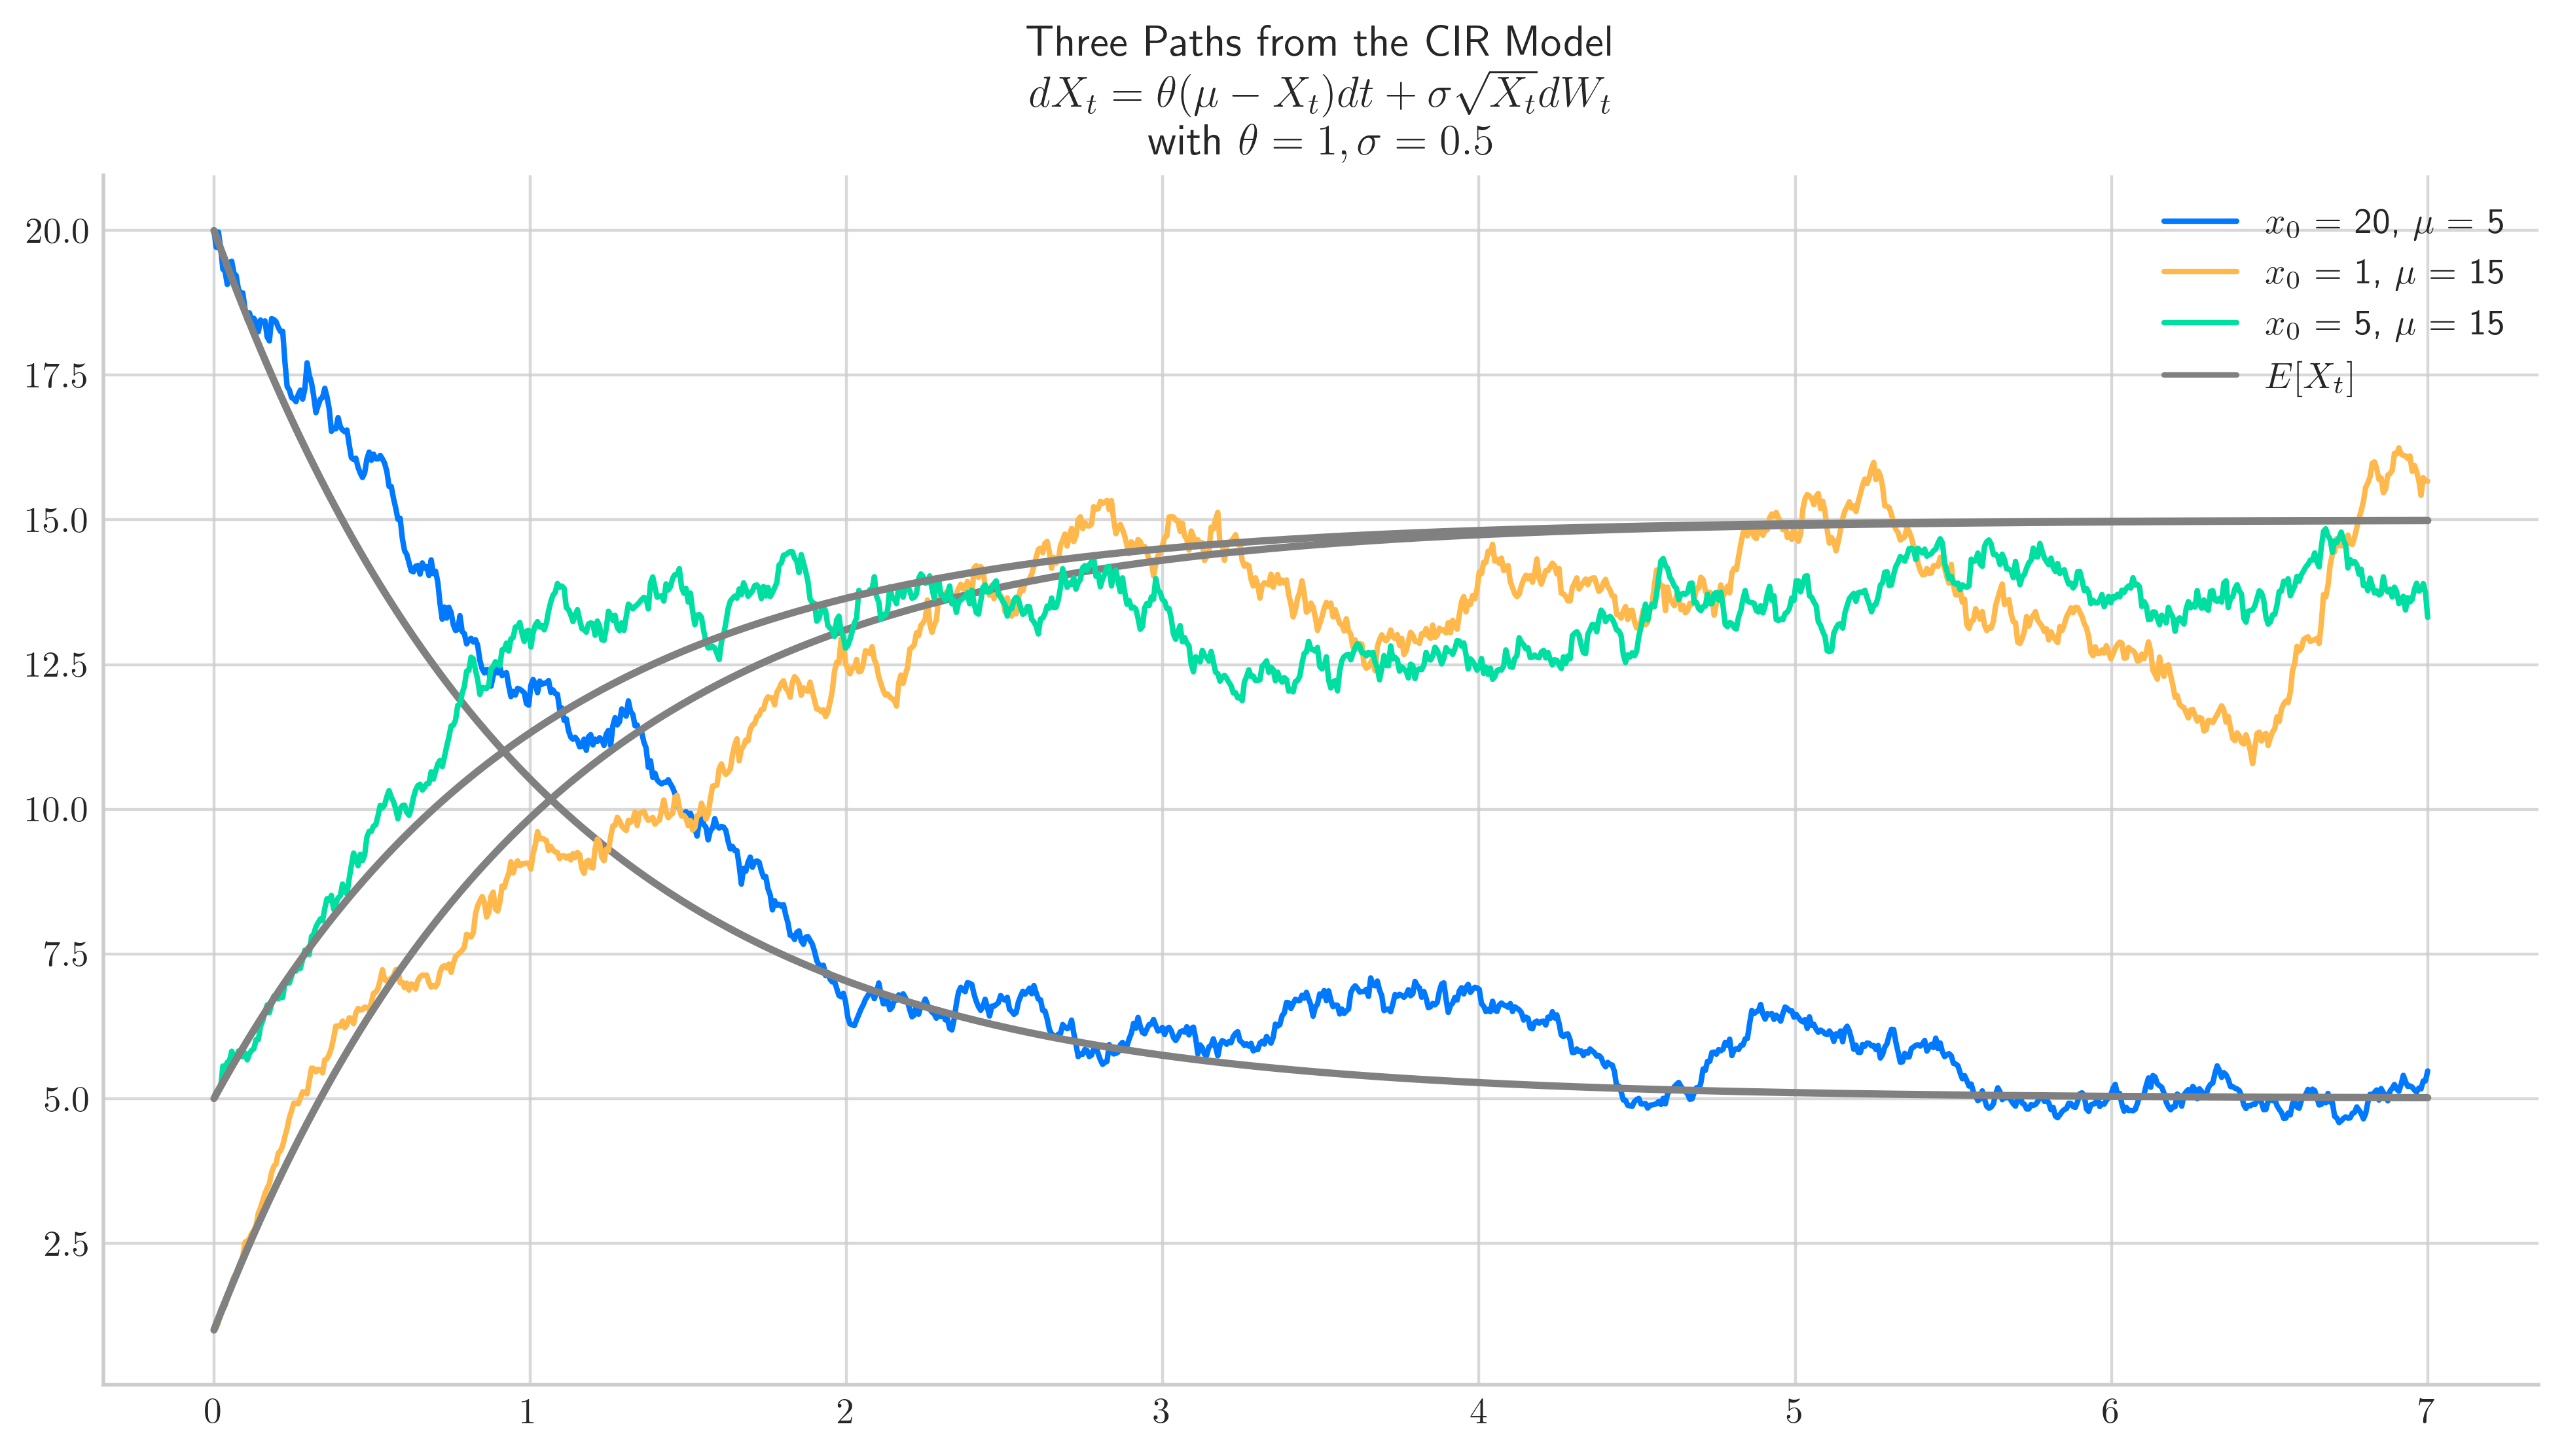 Three Paths from the CIR Model
dX_t = θ(μ − X_t)dt + σ√X_t dW_t
with θ = 1, σ = 0.5
x_0 = 20, μ = 5
x_0 = 1, μ = 15
x_0 = 5, μ = 15
E[X_t]
20.0
17.5
15.0
12.5
10.0
7.5
5.0
2.5
0 1 2 3 4 5 6 7